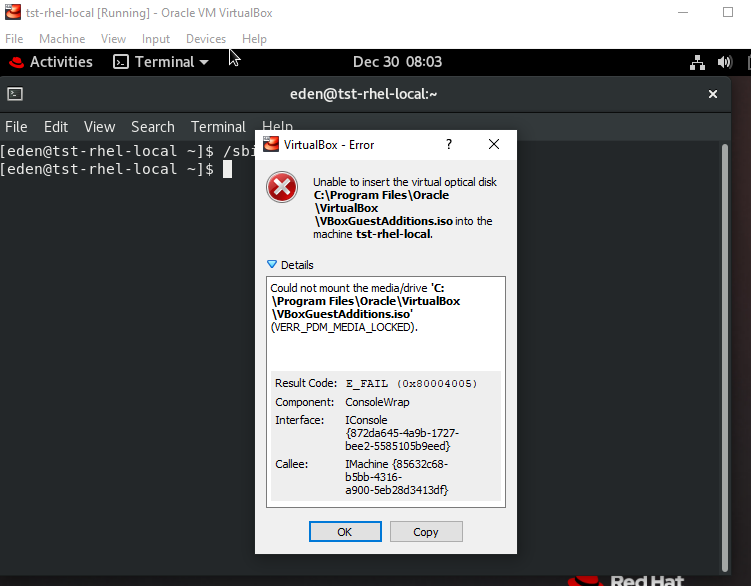 tst-rhel-local [Running] - Oracle VM VirtualBox
File Machine View Input Devices Help
Activities Terminal Dec 30 08:03
eden@tst-rhel-local:~
File Edit View Search Terminal Help
[eden@tst-rhel-local ~]$ /sbi
[eden@tst-rhel-local ~]$
VirtualBox - Error
Unable to insert the virtual optical disk
C:\Program Files\Oracle
\VirtualBox
\VBoxGuestAdditions.iso into the
machine tst-rhel-local.
Details
Could not mount the media/drive 'C:
\Program Files\Oracle\VirtualBox
\VBoxGuestAdditions.iso'
(VERR_PDM_MEDIA_LOCKED).
Result Code: E_FAIL (0x80004005)
Component: ConsoleWrap
Interface: IConsole
{872da645-4a9b-1727-
bee2-5585105b9eed}
Callee: IMachine {85632c68-
b5bb-4316-
a900-5eb28d3413df}
OK Copy
Red Hat